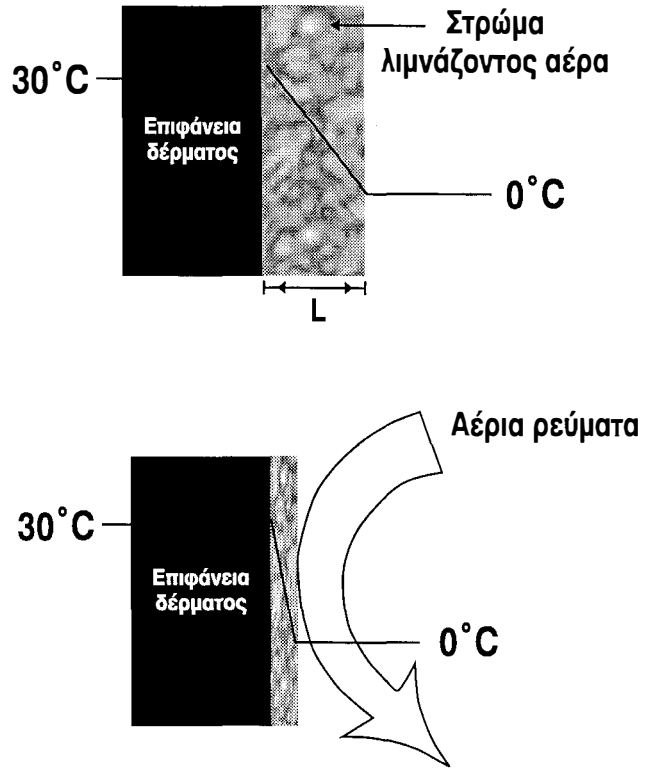 Στρώμα
λιμνάζοντος αέρα
30°C
Επιφάνεια
δέρματος
0°C
L
Αέρια ρεύματα
30°C
Επιφάνεια
δέρματος
0°C